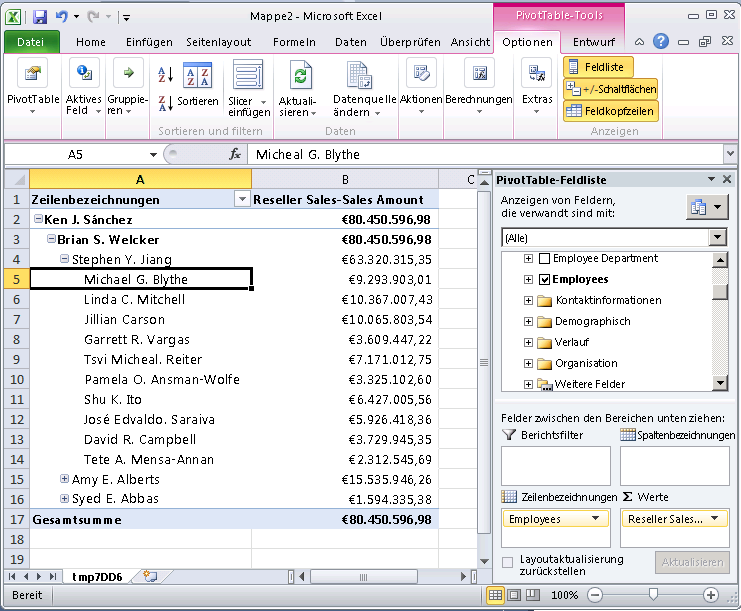 Mappe2 - Microsoft Excel
PivotTable-Tools
Datei Home Einfügen Seitenlayout Formeln Daten Überprüfen Ansicht Optionen Entwurf
PivotTable
Aktives Feld
Gruppie-
ren
Sortieren
Slicer
einfügen
Aktuali-
sieren
Datenquelle
ändern
Aktionen
Berechnungen
Extras
Feldliste
+/-Schaltflächen
Feldkopfzeilen
Sortieren und filtern
Daten
Anzeigen
A5
fx
Micheal G. Blythe
A B C
1 Zeilenbezeichnungen Reseller Sales-Sales Amount
2 Ken J. Sánchez €80.450.596,98
3 Brian S. Welcker €80.450.596,98
4 Stephen Y. Jiang €63.320.315,35
5 Michael G. Blythe €9.293.903,01
6 Linda C. Mitchell €10.367.007,43
7 Jillian Carson €10.065.803,54
8 Garrett R. Vargas €3.609.447,22
9 Tsvi Micheal. Reiter €7.171.012,75
10 Pamela O. Ansman-Wolfe €3.325.102,60
11 Shu K. Ito €6.427.005,56
12 José Edvaldo. Saraiva €5.926.418,36
13 David R. Campbell €3.729.945,35
14 Tete A. Mensa-Annan €2.312.545,69
15 Amy E. Alberts €15.535.946,26
16 Syed E. Abbas €1.594.335,38
17 Gesamtsumme €80.450.596,98
18
19
tmp7DD6
PivotTable-Feldliste
Anzeigen von Feldern,
die verwandt sind mit:
(Alle)
Employee Department
Employees
Kontaktinformationen
Demographisch
Verlauf
Organisation
Weitere Felder
Felder zwischen den Bereichen unten ziehen:
Berichtsfilter
Spaltenbezeichnungen
Zeilenbezeichnungen
Σ Werte
Employees
Reseller Sales...
Layoutaktualisierung
zurückstellen
Aktualisieren
Bereit
100%